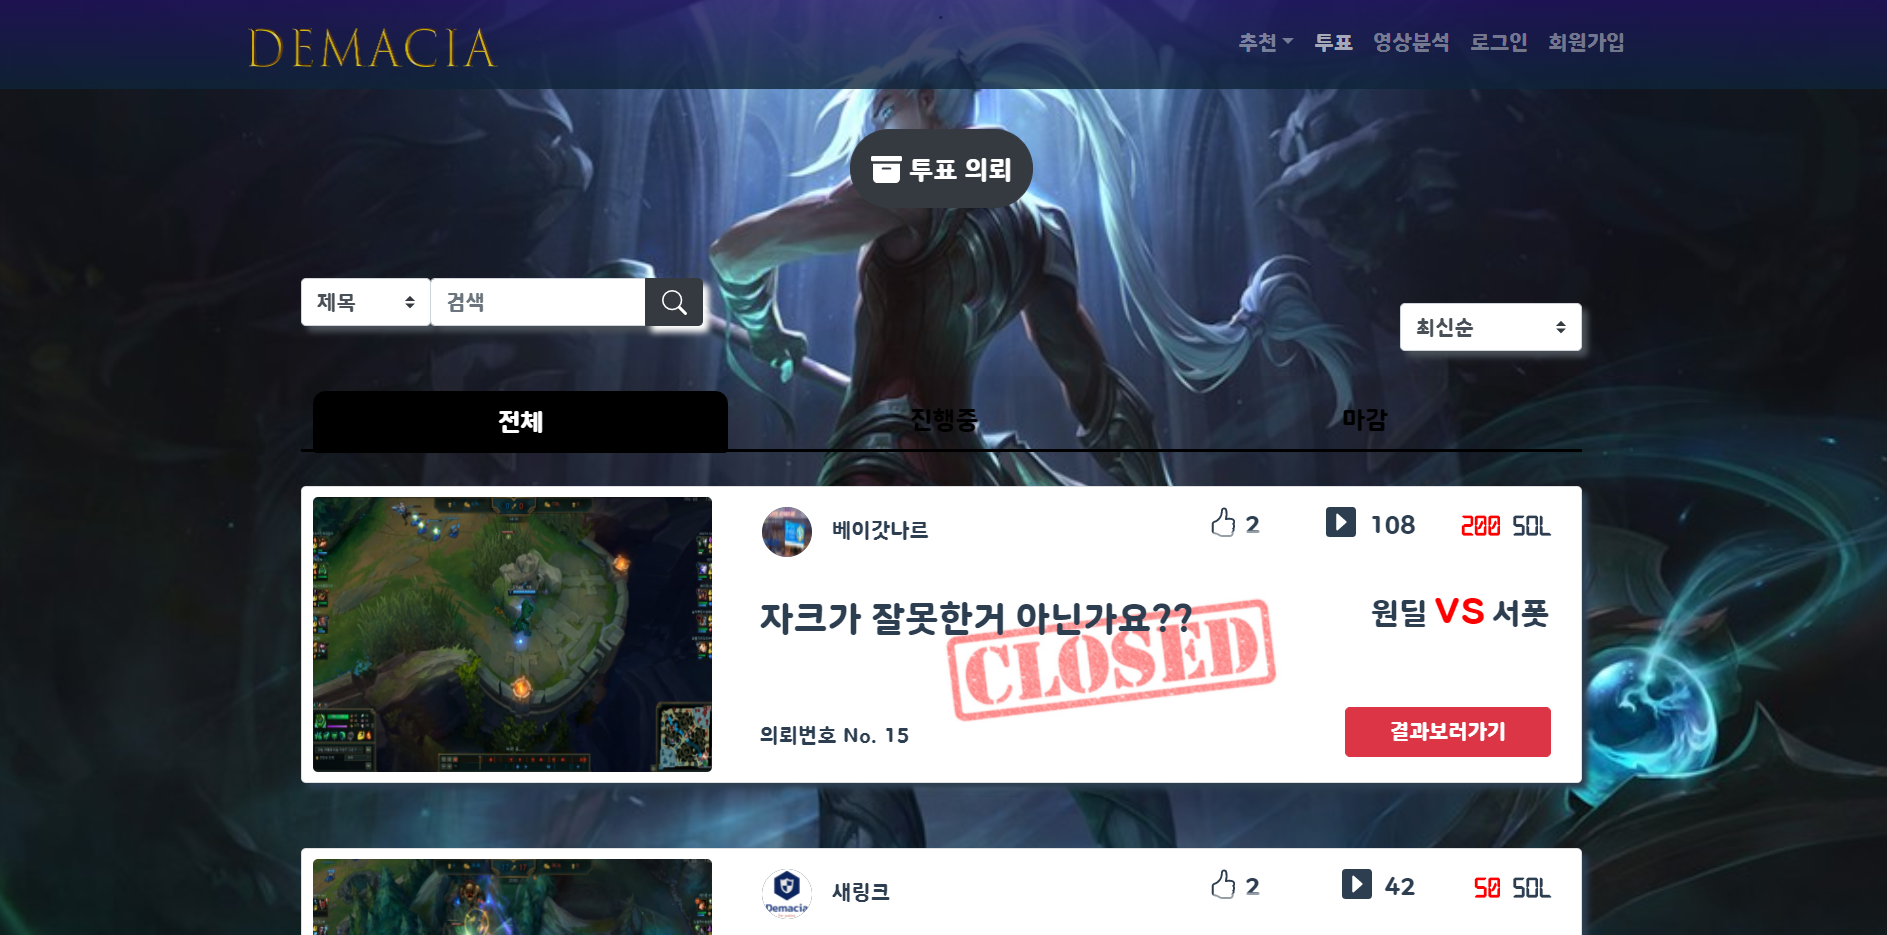 DEMACIA
추천 투표 영상분석 로그인 회원가입
투표 의뢰
제목 검색
최신순
전체 진행중 마감
베이갓나르 2 108 200 SOL
자크가 잘못한거 아닌가요??
원딜 VS 서폿
CLOSED
의뢰번호 No. 15
결과보러가기
Demacia
새링크 2 42 50 SOL